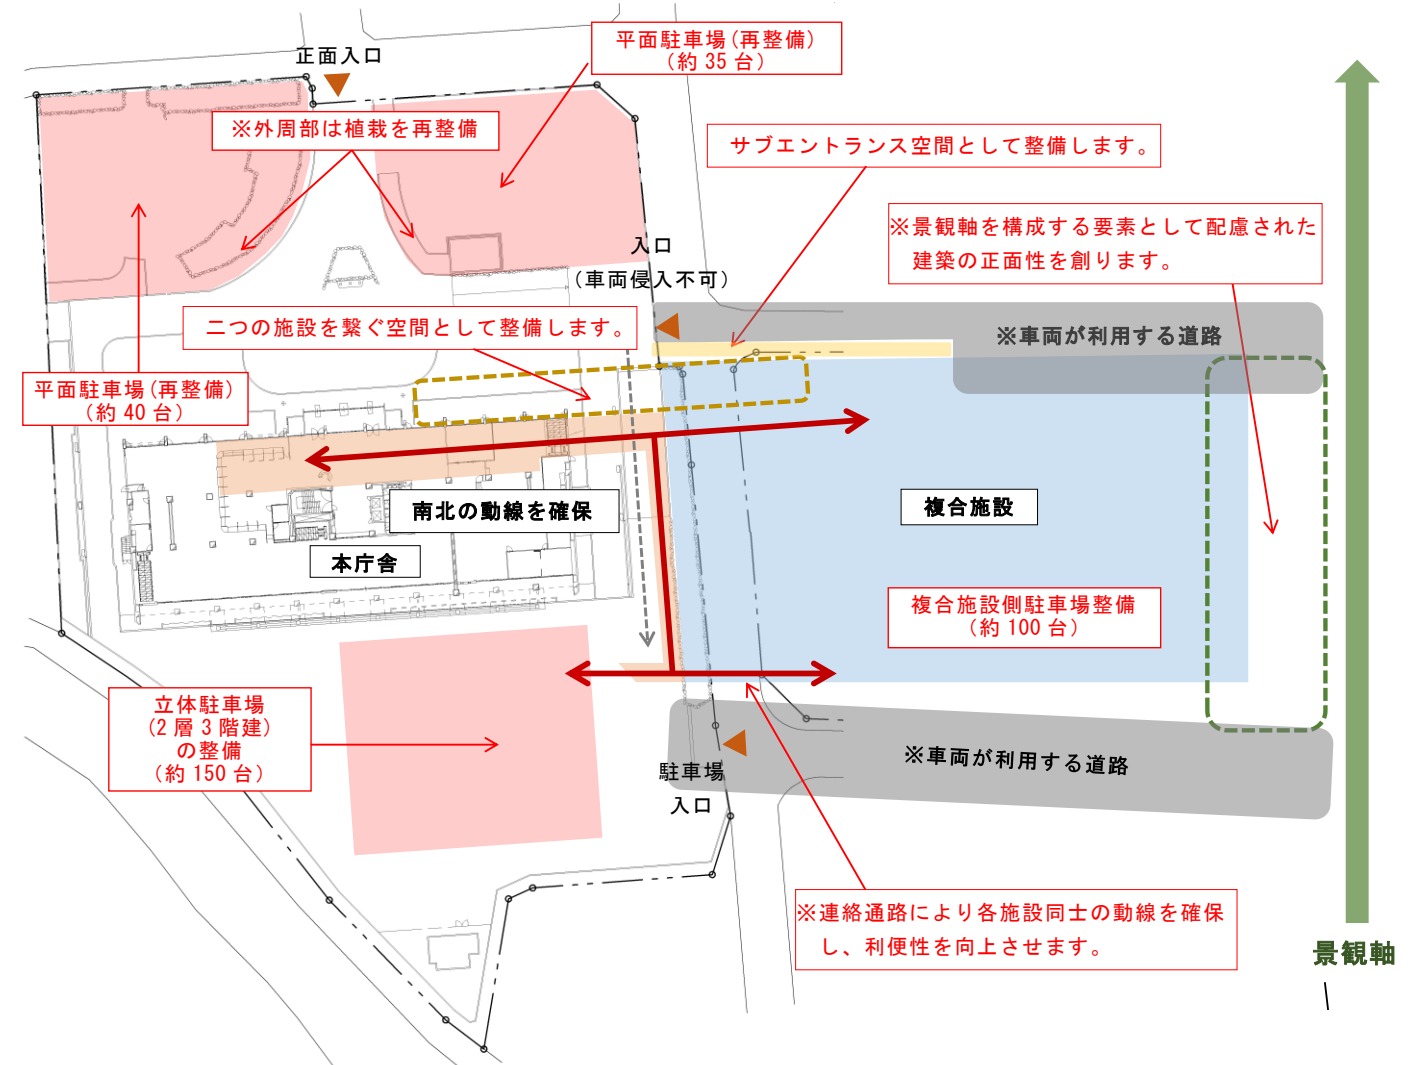 正面入口
平面駐車場(再整備)
(約 35 台)
※外周部は植栽を再整備
サブエントランス空間として整備します。
※景観軸を構成する要素として配慮された
建築の正面性を創ります。
入口
(車両侵入不可)
二つの施設を繋ぐ空間として整備します。
※車両が利用する道路
平面駐車場(再整備)
(約 40 台)
南北の動線を確保
複合施設
本庁舎
複合施設側駐車場整備
(約 100 台)
立体駐車場
(2 層 3 階建)
の整備
(約 150 台)
※車両が利用する道路
駐車場
入口
※連絡通路により各施設同士の動線を確保
し、利便性を向上させます。
景観軸